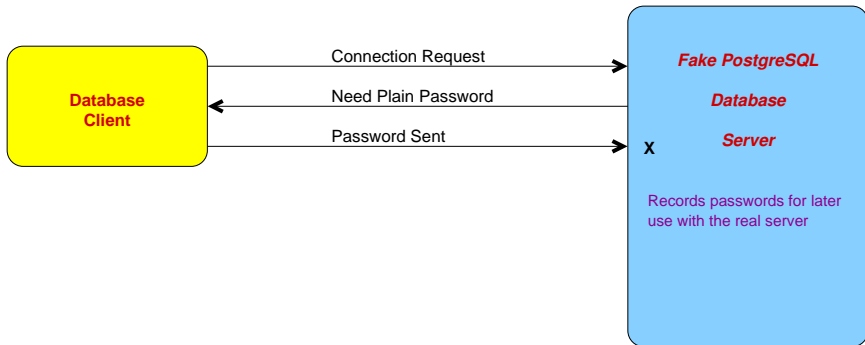 Connection Request
Fake PostgreSQL
Database
Client
Need Plain Password
Database
Password Sent
X
Server
Records passwords for later
use with the real server